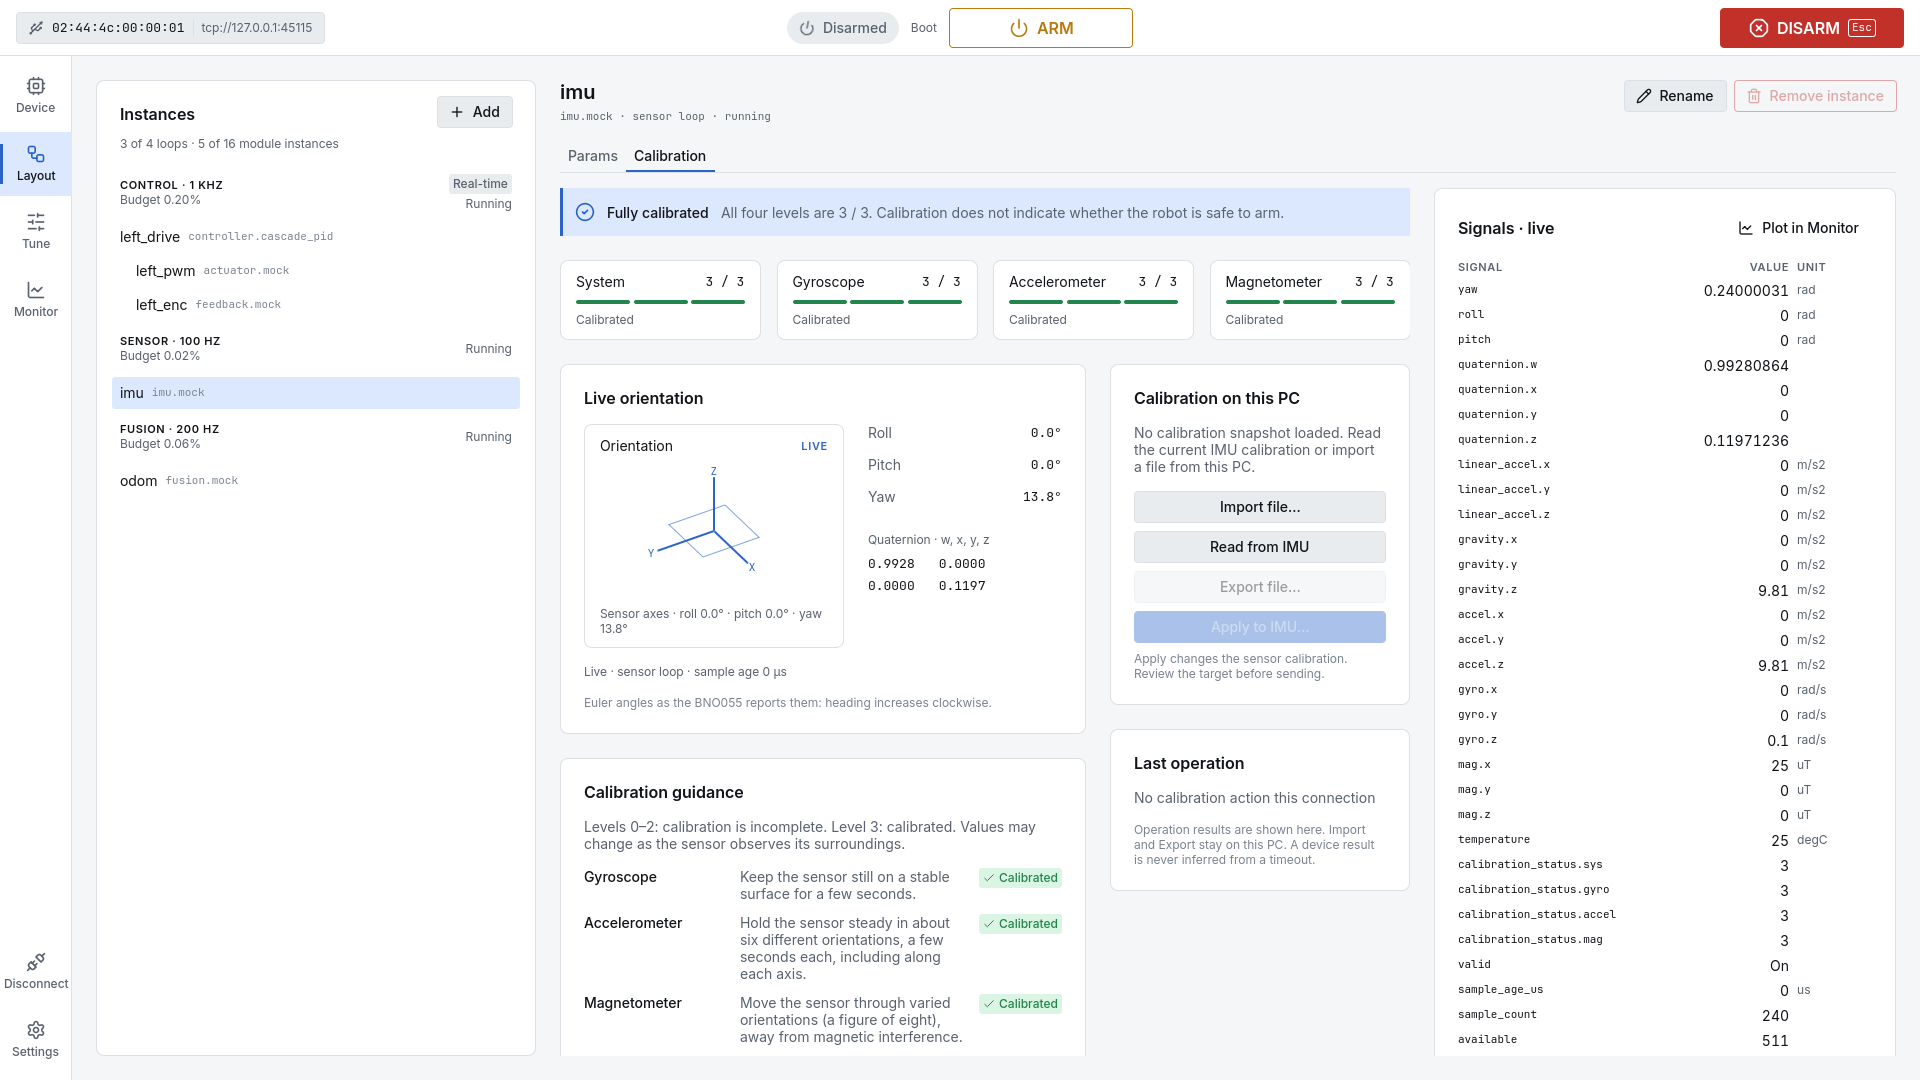 02:44:4c:00:00:01 tcp://127.0.0.1:45115
Disarmed Boot ARM
DISARM Esc
Device
Layout
Tune
Monitor
Disconnect
Settings
Instances
Add
3 of 4 loops · 5 of 16 module instances
CONTROL · 1 KHZ Real-time
Budget 0.20% Running
left_drive controller.cascade_pid
left_pwm actuator.mock
left_enc feedback.mock
SENSOR · 100 HZ
Budget 0.02% Running
imu imu.mock
FUSION · 200 HZ
Budget 0.06% Running
odom fusion.mock
imu
imu.mock · sensor loop · running
Rename Remove instance
Params Calibration
Fully calibrated All four levels are 3 / 3. Calibration does not indicate whether the robot is safe to arm.
System 3 / 3
Calibrated
Gyroscope 3 / 3
Calibrated
Accelerometer 3 / 3
Calibrated
Magnetometer 3 / 3
Calibrated
Live orientation
Orientation LIVE
Z
Y
X
Sensor axes · roll 0.0° · pitch 0.0° · yaw
13.8°
Roll 0.0°
Pitch 0.0°
Yaw 13.8°
Quaternion · w, x, y, z
0.9928 0.0000
0.0000 0.1197
Live · sensor loop · sample age 0 µs
Euler angles as the BNO055 reports them: heading increases clockwise.
Calibration guidance
Levels 0–2: calibration is incomplete. Level 3: calibrated. Values may
change as the sensor observes its surroundings.
Gyroscope Keep the sensor still on a stable Calibrated
surface for a few seconds.
Accelerometer Hold the sensor steady in about Calibrated
six different orientations, a few
seconds each, including along
each axis.
Magnetometer Move the sensor through varied Calibrated
orientations (a figure of eight),
away from magnetic interference.
Calibration on this PC
No calibration snapshot loaded. Read
the current IMU calibration or import
a file from this PC.
Import file...
Read from IMU
Export file...
Apply to IMU...
Apply changes the sensor calibration.
Review the target before sending.
Last operation
No calibration action this connection
Operation results are shown here. Import
and Export stay on this PC. A device result
is never inferred from a timeout.
Signals · live Plot in Monitor
SIGNAL VALUE UNIT
yaw 0.24000031 rad
roll 0 rad
pitch 0 rad
quaternion.w 0.99280864
quaternion.x 0
quaternion.y 0
quaternion.z 0.11971236
linear_accel.x 0 m/s2
linear_accel.y 0 m/s2
linear_accel.z 0 m/s2
gravity.x 0 m/s2
gravity.y 0 m/s2
gravity.z 9.81 m/s2
accel.x 0 m/s2
accel.y 0 m/s2
accel.z 9.81 m/s2
gyro.x 0 rad/s
gyro.y 0 rad/s
gyro.z 0.1 rad/s
mag.x 25 uT
mag.y 0 uT
mag.z 0 uT
temperature 25 degC
calibration_status.sys 3
calibration_status.gyro 3
calibration_status.accel 3
calibration_status.mag 3
valid On
sample_age_us 0 us
sample_count 240
available 511